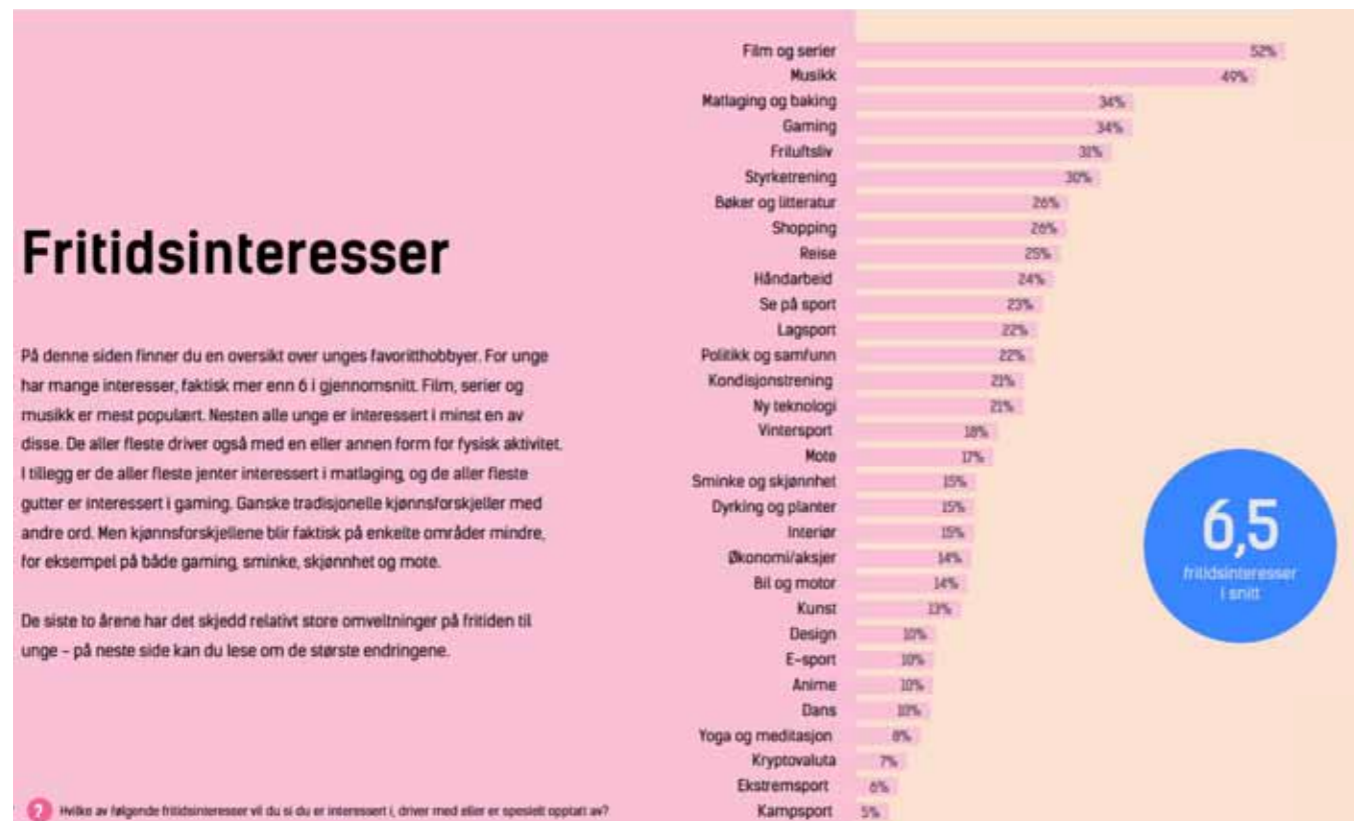 Fritidsinteresser
På denne siden finner du en oversikt over unges favoritthobbyer. For unge
har mange interesser, faktisk mer enn 6 i gjennomsnitt. Film, serier og
musikk er mest populært. Nesten alle unge er interessert i minst en av
disse. De aller fleste driver også med en eller annen form for fysisk aktivitet.
I tillegg er de aller fleste jenter interessert i matlaging, og de aller fleste
gutter er interessert i gaming. Ganske tradisjonelle kjønnsforskjeller med
andre ord. Men kjønnsforskjellene blir faktisk på enkelte områder mindre,
for eksempel på både gaming, sminke, skjønnhet og mote.
De siste to årene har det skjedd relativt store omveltninger på fritiden til
unge – på neste side kan du lese om de største endringene.
? Hvilke av følgende fritidsinteresser vil du si du er interessert i, driver med eller er spesielt opptatt av?
Film og serier 52%
Musikk 49%
Matlaging og baking 34%
Gaming 34%
Friluftsliv 31%
Styrketrening 30%
Bøker og litteratur 26%
Shopping 26%
Reise 25%
Håndarbeid 24%
Se på sport 23%
Lagsport 22%
Politikk og samfunn 22%
Kondisjonstrening 21%
Ny teknologi 21%
Vintersport 18%
Mote 17%
Sminke og skjønnhet 15%
Dyrking og planter 15%
Interiør 15%
Økonomi/aksjer 14%
Bil og motor 14%
Kunst 13%
Design 10%
E-sport 10%
Anime 10%
Dans 10%
Yoga og meditasjon 8%
Kryptovaluta 7%
Ekstremsport 6%
Kampsport 5%
6,5
fritidsinteresser
i snitt